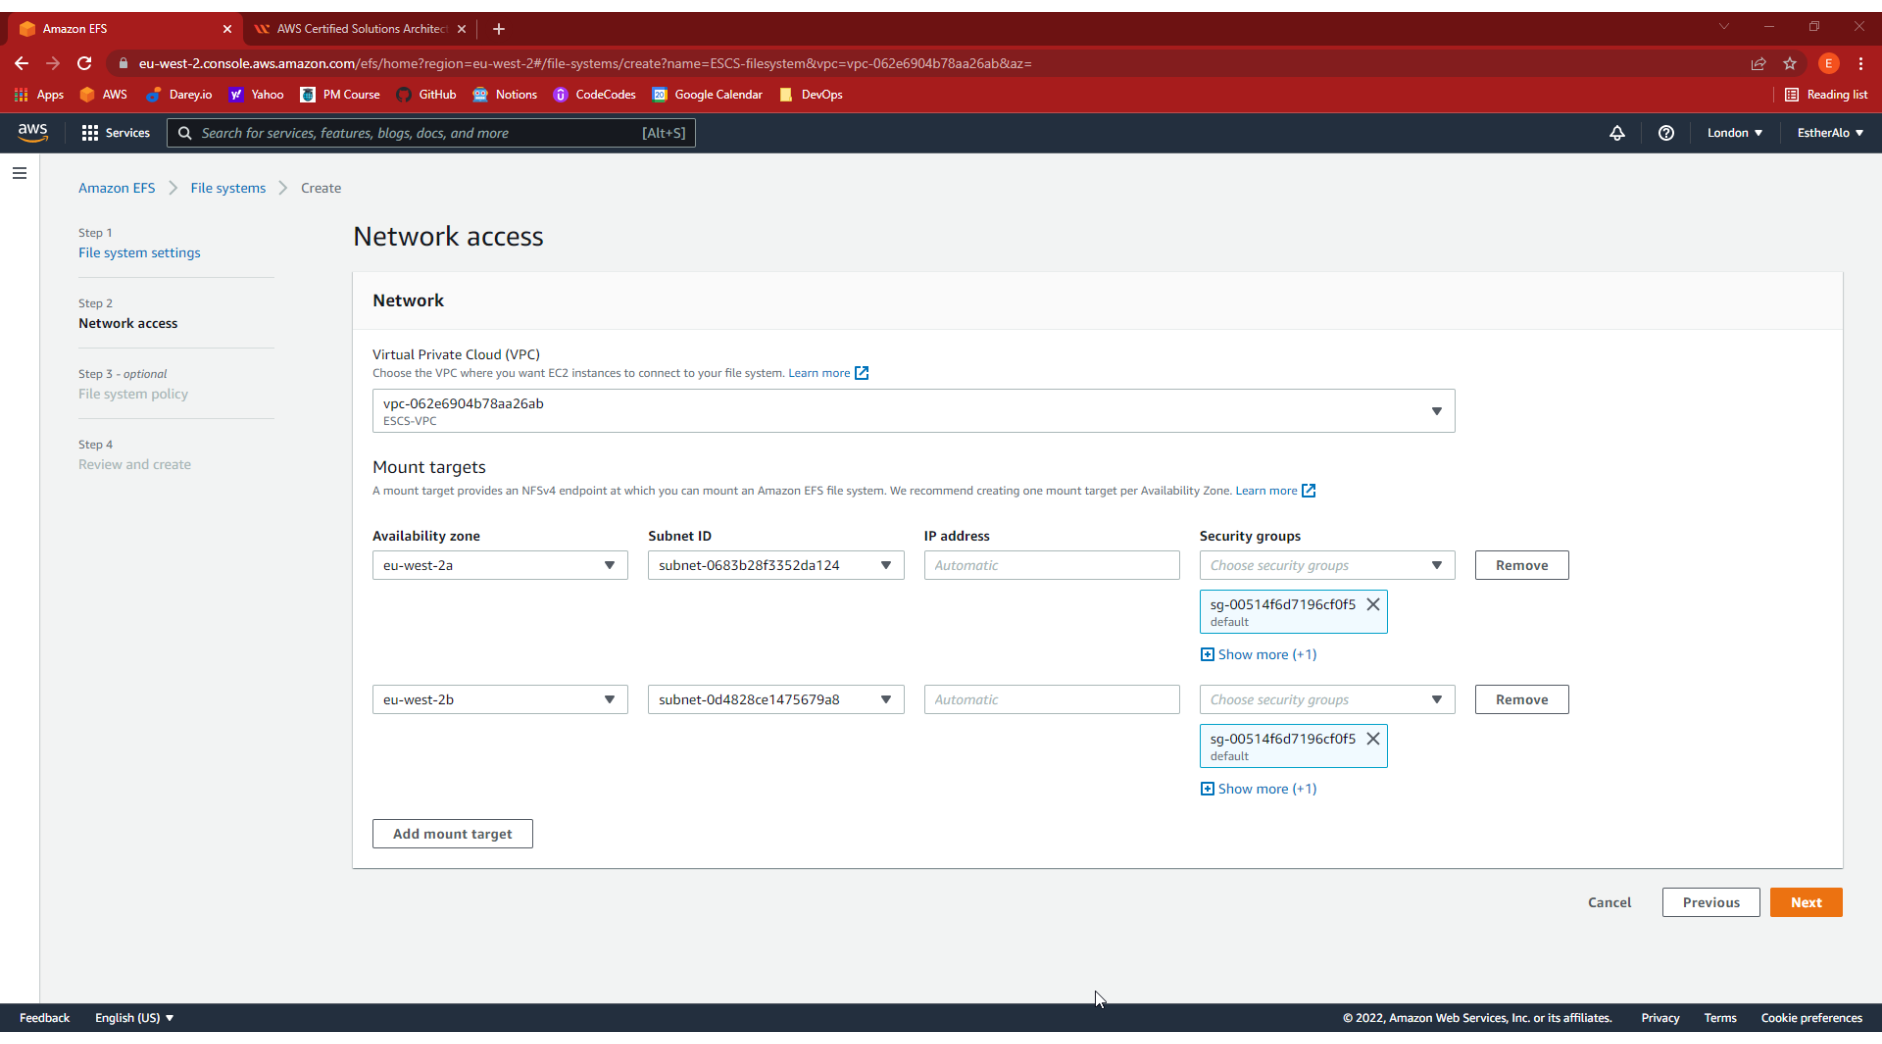 Amazon EFS
AWS Certified Solutions Architec
eu-west-2.console.aws.amazon.com/efs/home?region=eu-west-2#/file-systems/create?name=ESCS-filesystem&vpc=vpc-062e6904b78aa26ab&az=
E
Apps AWS Darey.io Yahoo PM Course GitHub Notions CodeCodes Google Calendar DevOps Reading list
aws Services Search for services, features, blogs, docs, and more [Alt+S] London EstherAlo
Amazon EFS File systems Create
Step 1
File system settings
Step 2
Network access
Step 3 - optional
File system policy
Step 4
Review and create
Network access
Network
Virtual Private Cloud (VPC)
Choose the VPC where you want EC2 instances to connect to your file system. Learn more
vpc-062e6904b78aa26ab
ESCS-VPC
Mount targets
A mount target provides an NFSv4 endpoint at which you can mount an Amazon EFS file system. We recommend creating one mount target per Availability Zone. Learn more
Availability zone Subnet ID IP address Security groups
eu-west-2a subnet-0683b28f3352da124 Automatic Choose security groups Remove
sg-00514f6d7196cf0f5
default
Show more (+1)
eu-west-2b subnet-0d4828ce1475679a8 Automatic Choose security groups Remove
sg-00514f6d7196cf0f5
default
Show more (+1)
Add mount target
Cancel Previous Next
Feedback English (US) © 2022, Amazon Web Services, Inc. or its affiliates. Privacy Terms Cookie preferences